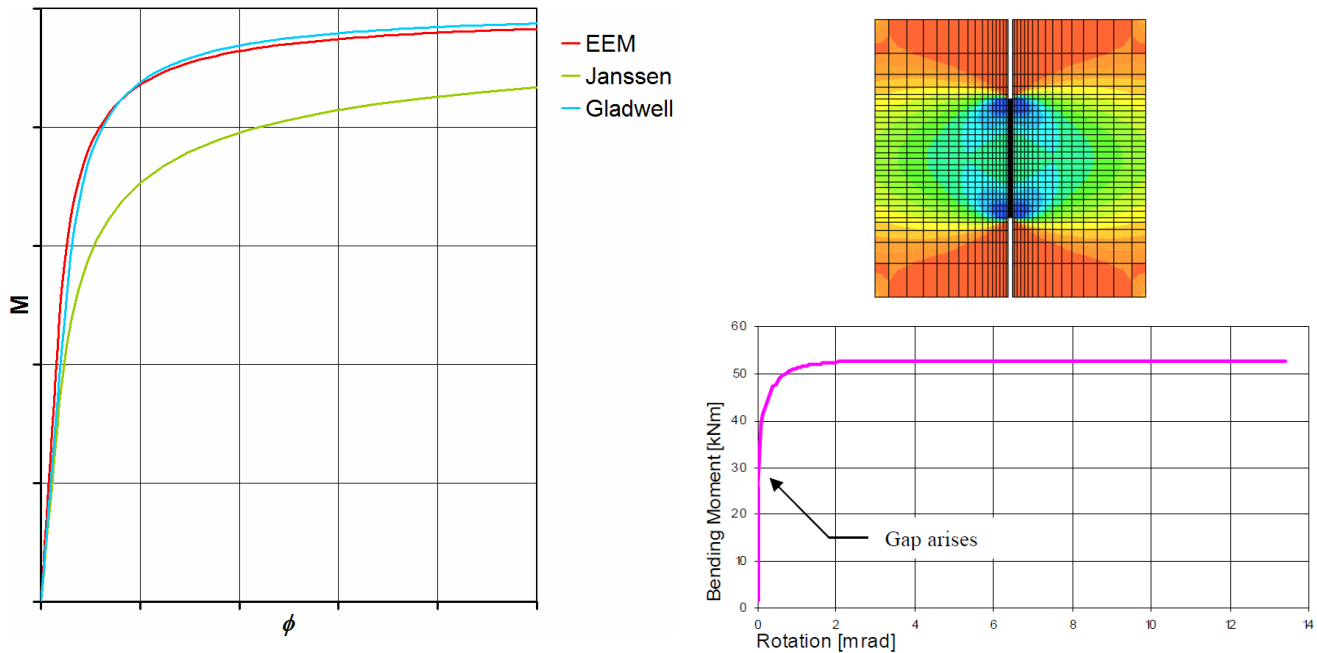 M
ϕ
EEM
Janssen
Gladwell
Bending Moment [kNm]
60
50
40
30
20
10
0
Gap arises
0 2 4 6 8 10 12 14
Rotation [mrad]